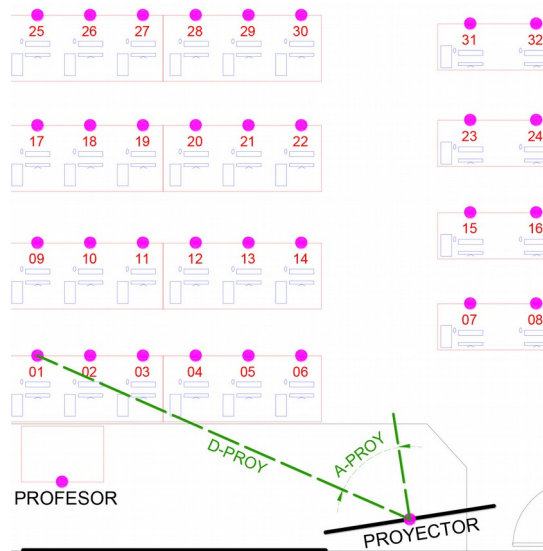 25 26 27 28 29 30 31 32
17 18 19 20 21 22 23 24
09 10 11 12 13 14 15 16
07 08
01 02 03 04 05 06
D-PROY
A-PROY
PROFESOR
PROYECTOR